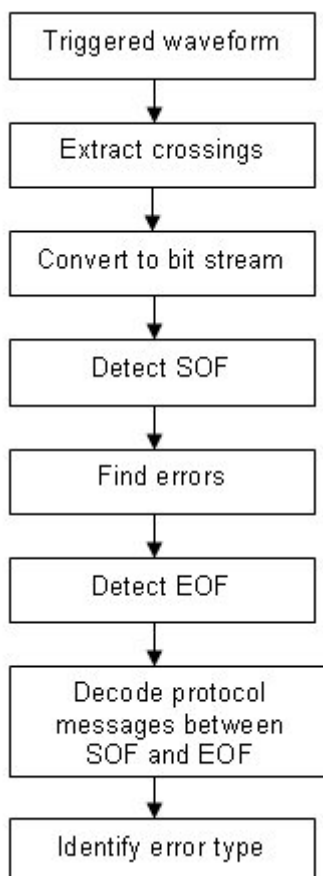 Triggered waveform
Extract crossings
Convert to bit stream
Detect SOF
Find errors
Detect EOF
Decode protocol
messages between
SOF and EOF
Identify error type